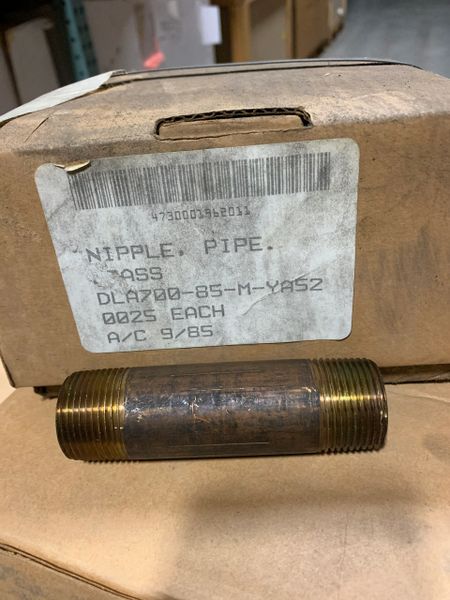 4730001962011
NIPPLE, PIPE.
DLA700-85-M-YA52
0025 EACH
A/C 9/85